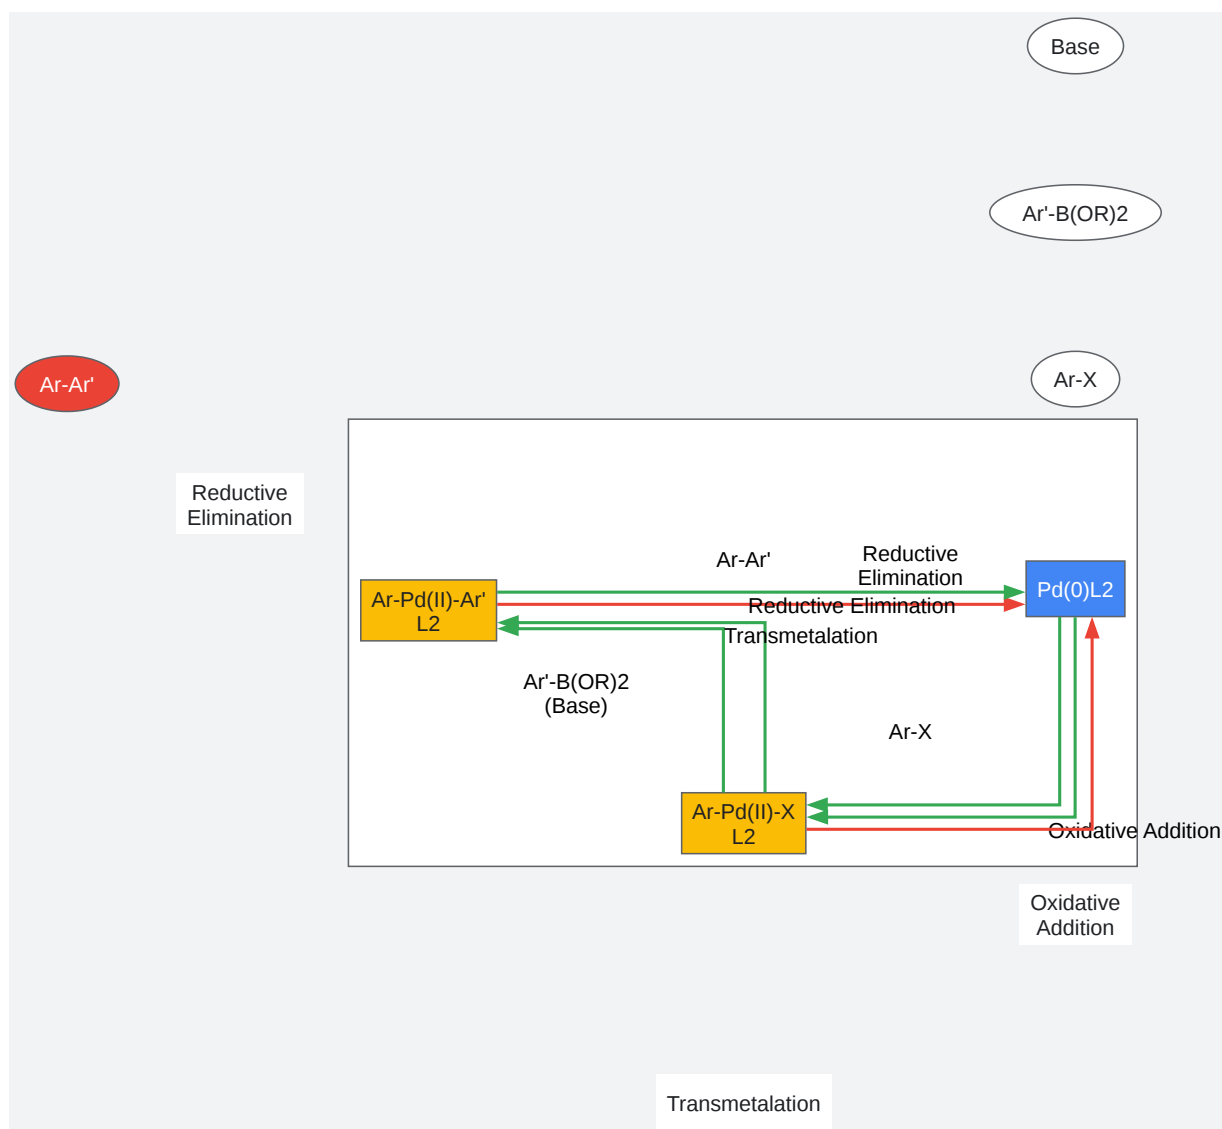 Base
Ar'-B(OR)2
Ar-Ar'
Ar-X
Reductive
Elimination
Ar-Ar'
Reductive
Elimination
Ar-Pd(II)-Ar'
L2
Pd(0)L2
Reductive Elimination
Transmetalation
Ar'-B(OR)2
(Base)
Ar-X
Ar-Pd(II)-X
L2
Oxidative Addition
Oxidative
Addition
Transmetalation